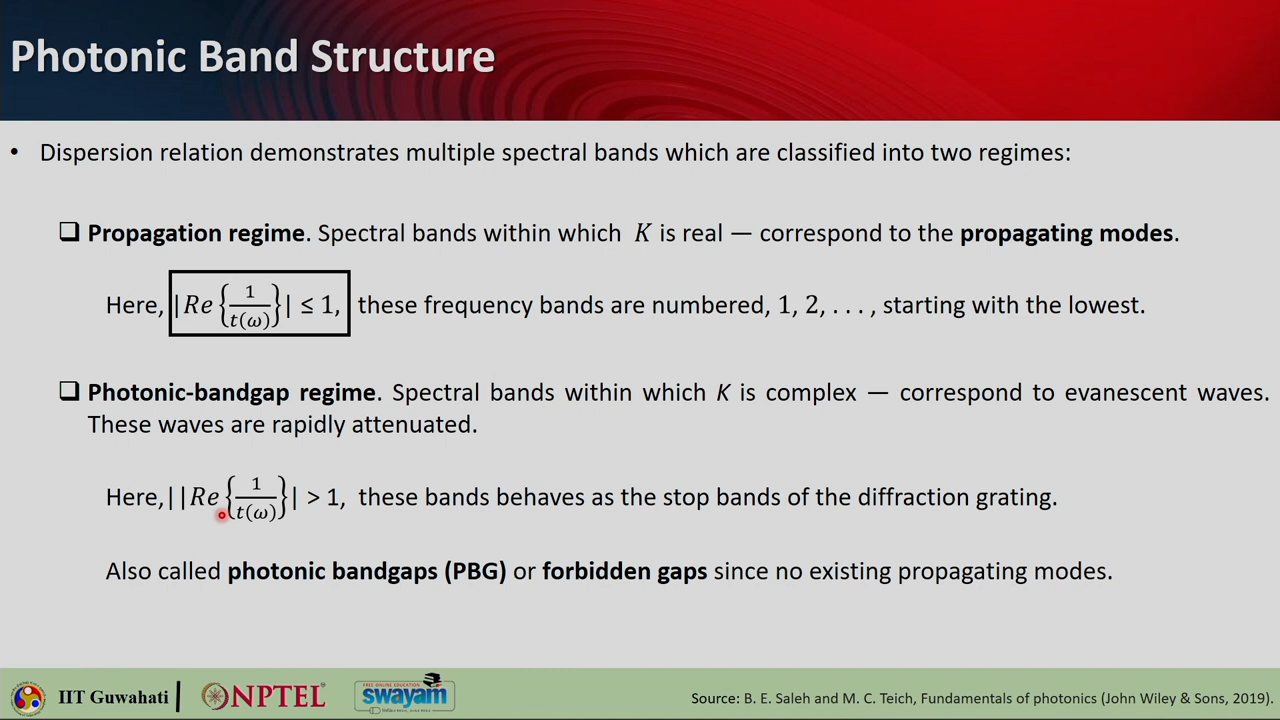 Photonic Band Structure
• Dispersion relation demonstrates multiple spectral bands which are classified into two regimes:
❑ Propagation regime. Spectral bands within which K is real — correspond to the propagating modes.
Here, |Re{1/t(ω)}| ≤ 1, these frequency bands are numbered, 1, 2, . . . , starting with the lowest.
❑ Photonic-bandgap regime. Spectral bands within which K is complex — correspond to evanescent waves.
These waves are rapidly attenuated.
Here, ||Re{1/t(ω)}| > 1, these bands behaves as the stop bands of the diffraction grating.
Also called photonic bandgaps (PBG) or forbidden gaps since no existing propagating modes.
IIT Guwahati | NPTEL FREE ONLINE EDUCATION swayam Source: B. E. Saleh and M. C. Teich, Fundamentals of photonics (John Wiley & Sons, 2019).